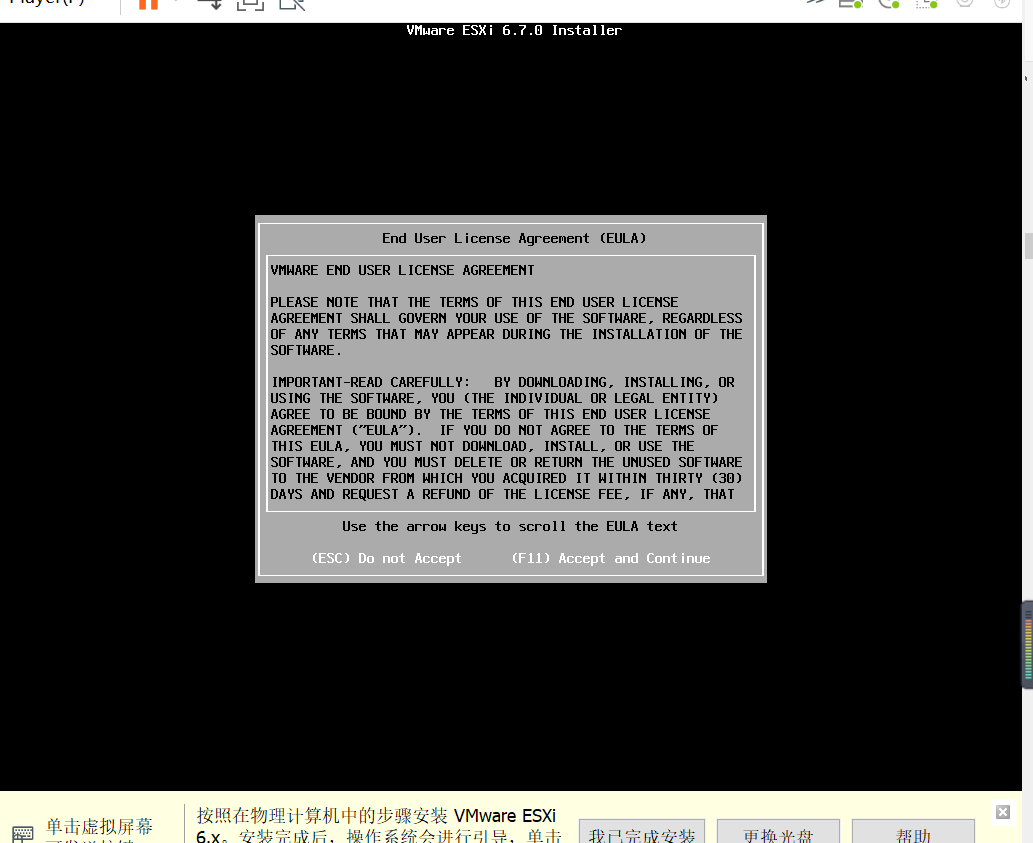 VMware ESXi 6.7.0 Installer
End User License Agreement (EULA)
VMWARE END USER LICENSE AGREEMENT
PLEASE NOTE THAT THE TERMS OF THIS END USER LICENSE
AGREEMENT SHALL GOVERN YOUR USE OF THE SOFTWARE, REGARDLESS
OF ANY TERMS THAT MAY APPEAR DURING THE INSTALLATION OF THE
SOFTWARE.
IMPORTANT-READ CAREFULLY:   BY DOWNLOADING, INSTALLING, OR
USING THE SOFTWARE, YOU (THE INDIVIDUAL OR LEGAL ENTITY)
AGREE TO BE BOUND BY THE TERMS OF THIS END USER LICENSE
AGREEMENT ("EULA").  IF YOU DO NOT AGREE TO THE TERMS OF
THIS EULA, YOU MUST NOT DOWNLOAD, INSTALL, OR USE THE
SOFTWARE, AND YOU MUST DELETE OR RETURN THE UNUSED SOFTWARE
TO THE VENDOR FROM WHICH YOU ACQUIRED IT WITHIN THIRTY (30)
DAYS AND REQUEST A REFUND OF THE LICENSE FEE, IF ANY, THAT
Use the arrow keys to scroll the EULA text
(ESC) Do not Accept      (F11) Accept and Continue
单击虚拟屏幕
按照在物理计算机中的步骤安装 VMware ESXi
6.x。安装完成后，操作系统会进行引导，单击
我已完成安装
更换光盘
帮助